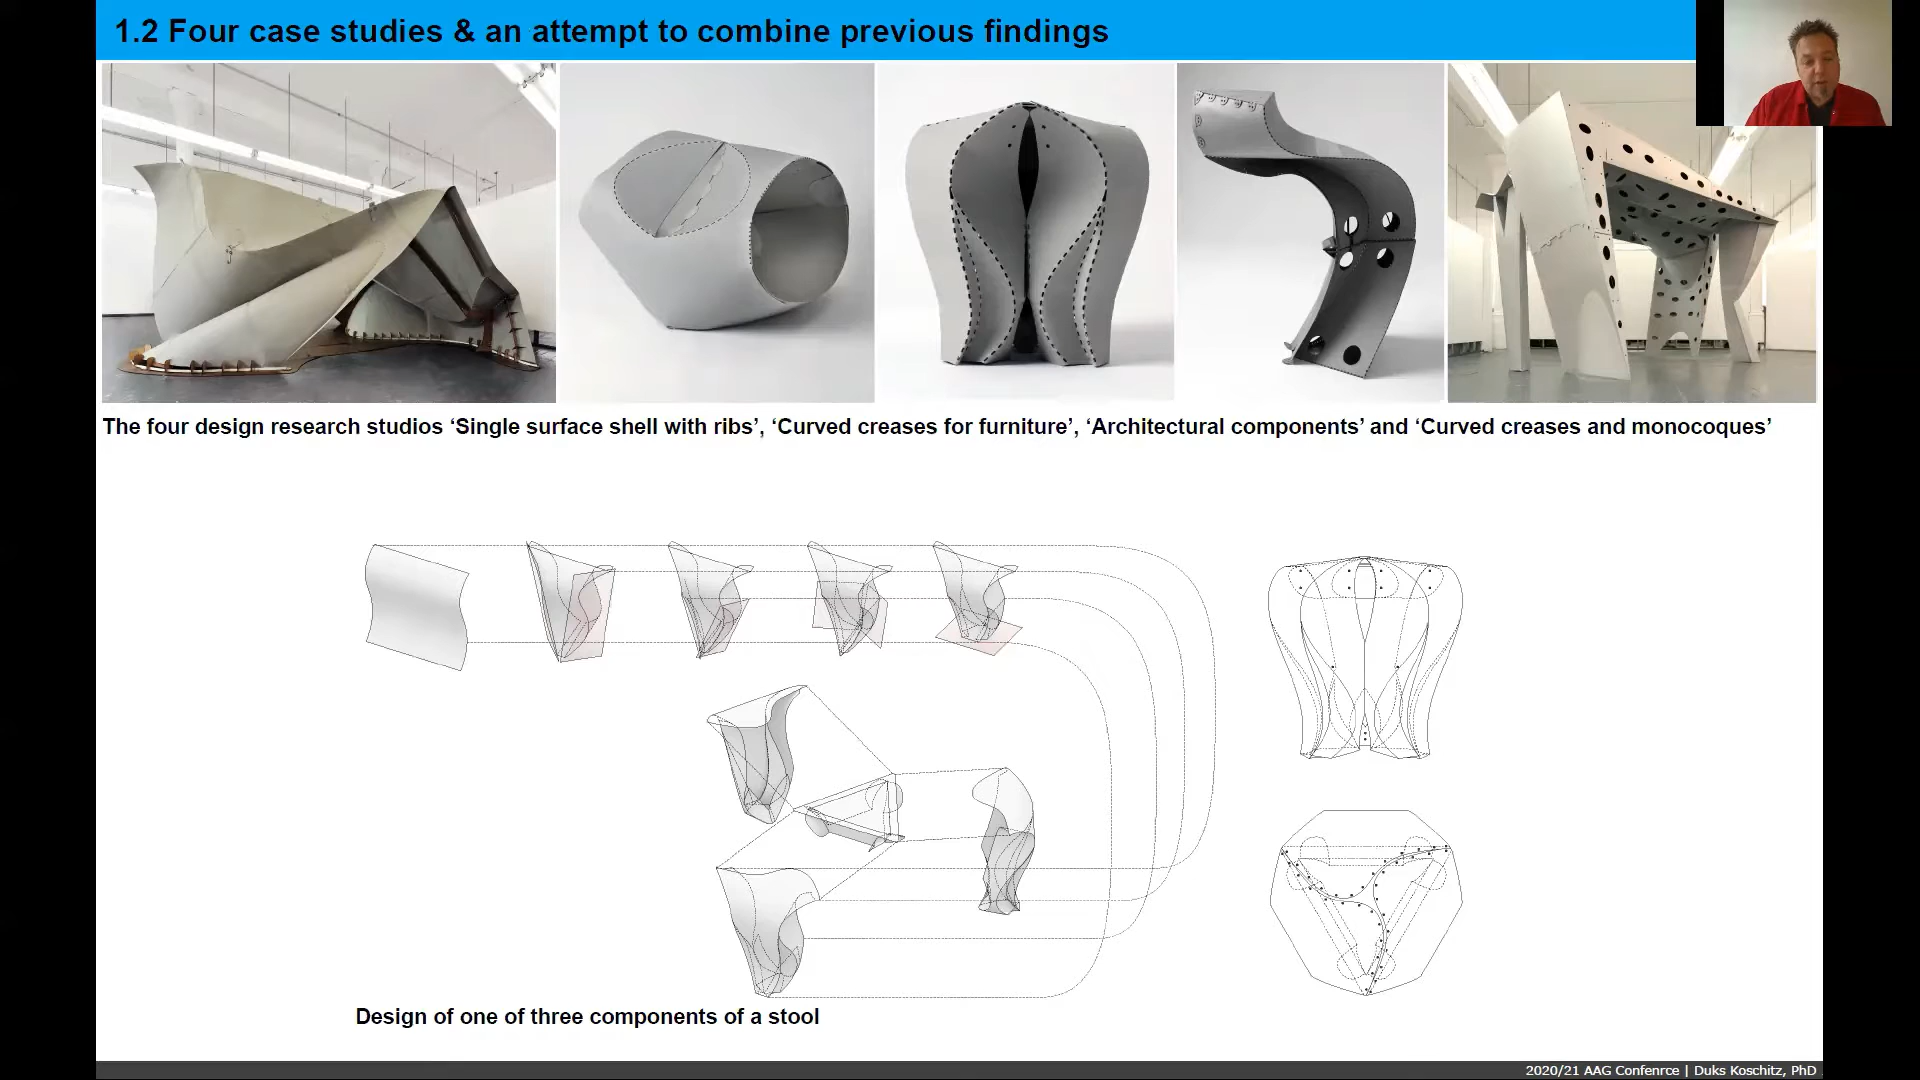 1.2 Four case studies & an attempt to combine previous findings
The four design research studios ‘Single surface shell with ribs’, ‘Curved creases for furniture’, ‘Architectural components’ and ‘Curved creases and monocoques’
Design of one of three components of a stool
2020/21 AAG Confenrce | Duks Koschitz, PhD